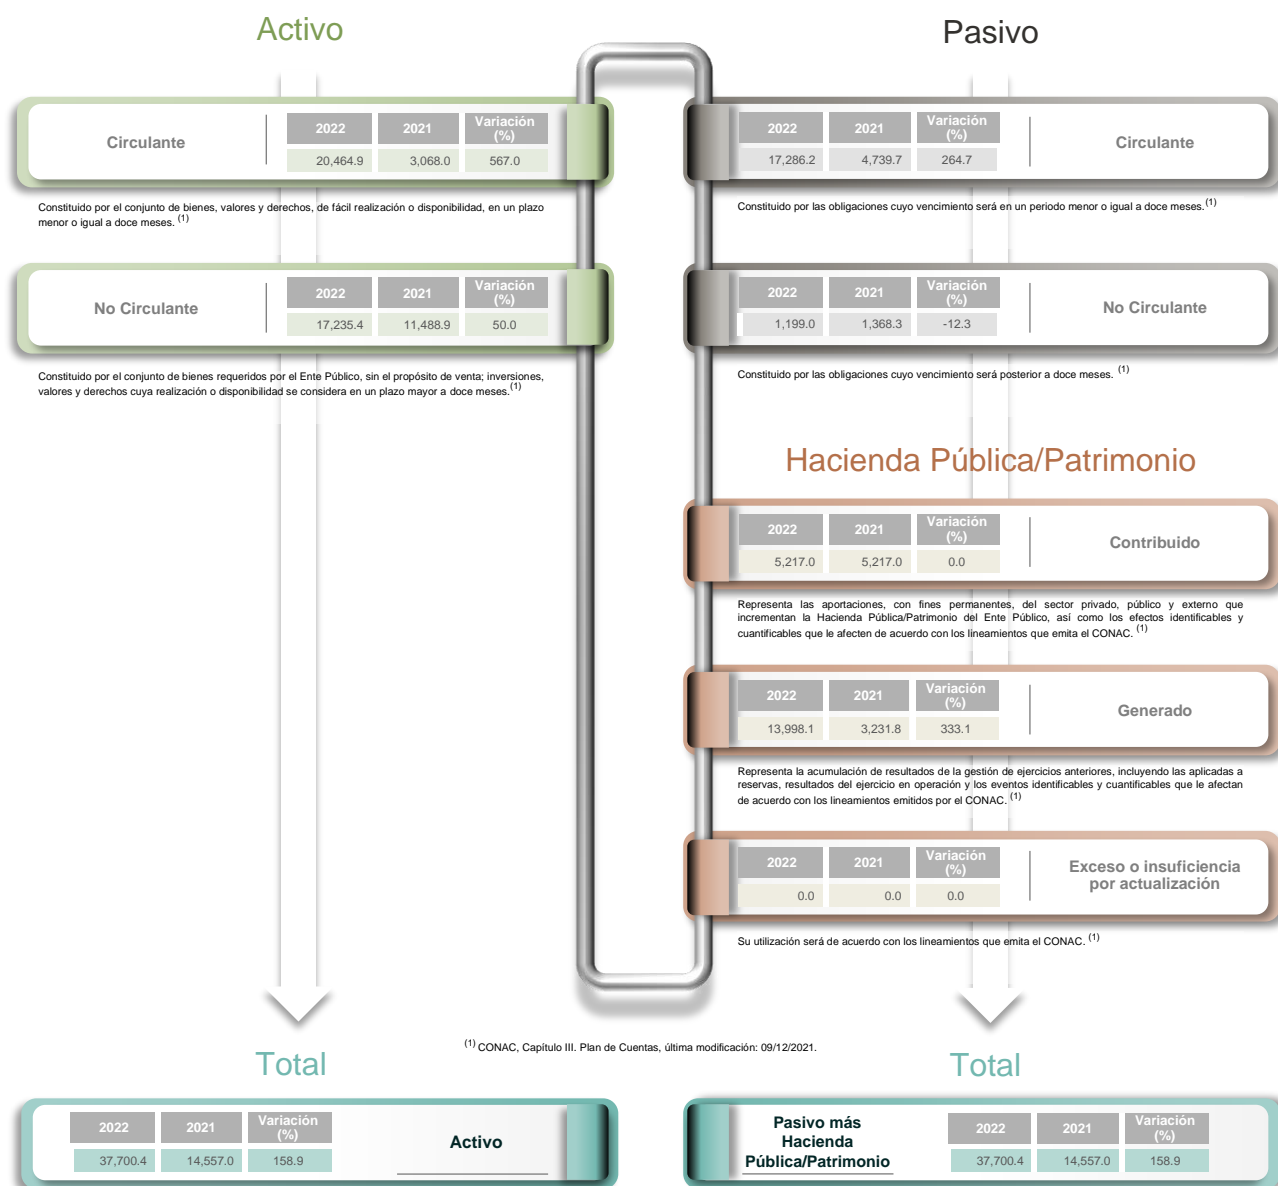 Activo
Circulante
2022 2021 Variación (%)
20,464.9 3,068.0 567.0
Constituido por el conjunto de bienes, valores y derechos, de fácil realización o disponibilidad, en un plazo
menor o igual a doce meses. (1)
No Circulante
2022 2021 Variación (%)
17,235.4 11,488.9 50.0
Constituido por el conjunto de bienes requeridos por el Ente Público, sin el propósito de venta; inversiones,
valores y derechos cuya realización o disponibilidad se considera en un plazo mayor a doce meses.(1)
Pasivo
2022 2021 Variación (%)
17,286.2 4,739.7 264.7
Circulante
Constituido por las obligaciones cuyo vencimiento será en un periodo menor o igual a doce meses.(1)
2022 2021 Variación (%)
1,199.0 1,368.3 -12.3
No Circulante
Constituido por las obligaciones cuyo vencimiento será posterior a doce meses. (1)
Hacienda Pública/Patrimonio
2022 2021 Variación (%)
5,217.0 5,217.0 0.0
Contribuido
Representa las aportaciones, con fines permanentes, del sector privado, público y externo que
incrementan la Hacienda Pública/Patrimonio del Ente Público, así como los efectos identificables y
cuantificables que le afecten de acuerdo con los lineamientos que emita el CONAC. (1)
2022 2021 Variación (%)
13,998.1 3,231.8 333.1
Generado
Representa la acumulación de resultados de la gestión de ejercicios anteriores, incluyendo las aplicadas a
reservas, resultados del ejercicio en operación y los eventos identificables y cuantificables que le afectan
de acuerdo con los lineamientos emitidos por el CONAC. (1)
2022 2021 Variación (%)
0.0 0.0 0.0
Exceso o insuficiencia
por actualización
Su utilización será de acuerdo con los lineamientos que emita el CONAC. (1)
(1) CONAC, Capítulo III. Plan de Cuentas, última modificación: 09/12/2021.
Total
2022 2021 Variación (%)
37,700.4 14,557.0 158.9
Activo
Total
Pasivo más
Hacienda
Pública/Patrimonio
2022 2021 Variación (%)
37,700.4 14,557.0 158.9